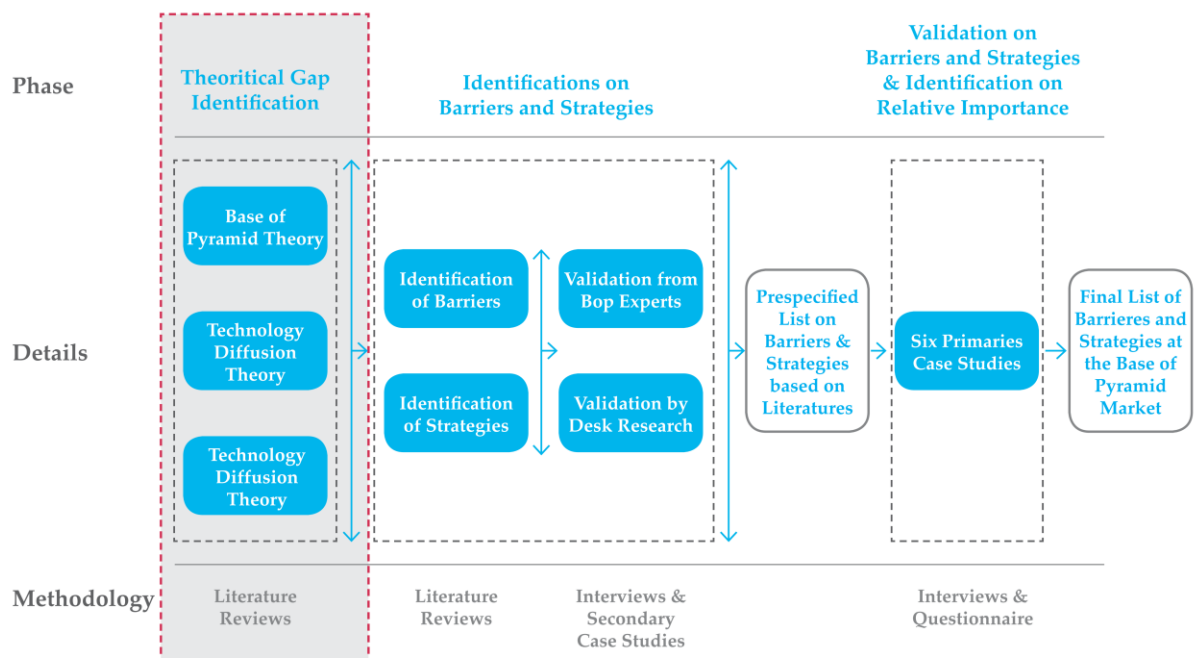 Phase
Theoritical Gap
Identification
Identifications on
Barriers and Strategies
Validation on
Barriers and Strategies
& Identification on
Relative Importance
Details
Base of
Pyramid Theory
Technology
Diffusion
Theory
Technology
Diffusion
Theory
Identification
of Barriers
Identification
of Strategies
Validation from
Bop Experts
Validation by
Desk Research
Prespecified
List on
Barriers &
Strategies
based on
Literatures
Six Primaries
Case Studies
Final List of
Barrieres and
Strategies at
the Base of
Pyramid
Market
Methodology
Literature
Reviews
Literature
Reviews
Interviews &
Secondary
Case Studies
Interviews &
Questionnaire